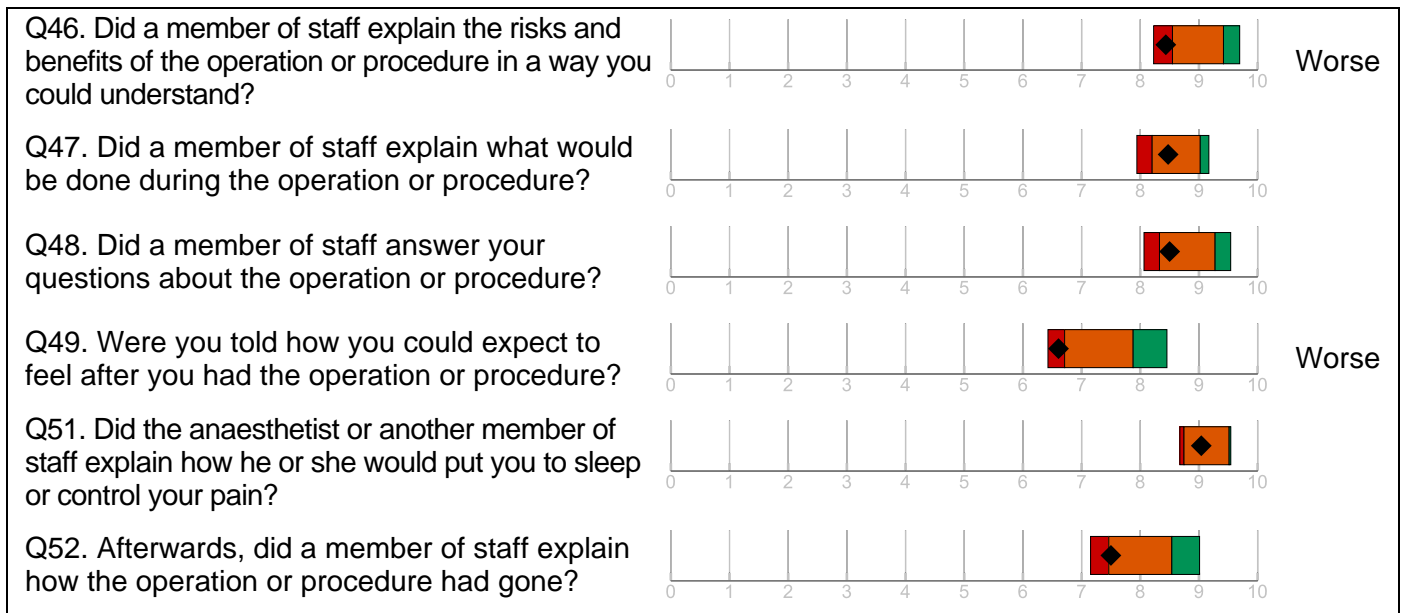 Q46. Did a member of staff explain the risks and
benefits of the operation or procedure in a way you
could understand?
0 1 2 3 4 5 6 7 8 9 10
Worse
Q47. Did a member of staff explain what would
be done during the operation or procedure?
0 1 2 3 4 5 6 7 8 9 10
Q48. Did a member of staff answer your
questions about the operation or procedure?
0 1 2 3 4 5 6 7 8 9 10
Q49. Were you told how you could expect to
feel after you had the operation or procedure?
0 1 2 3 4 5 6 7 8 9 10
Worse
Q51. Did the anaesthetist or another member of
staff explain how he or she would put you to sleep
or control your pain?
0 1 2 3 4 5 6 7 8 9 10
Q52. Afterwards, did a member of staff explain
how the operation or procedure had gone?
0 1 2 3 4 5 6 7 8 9 10